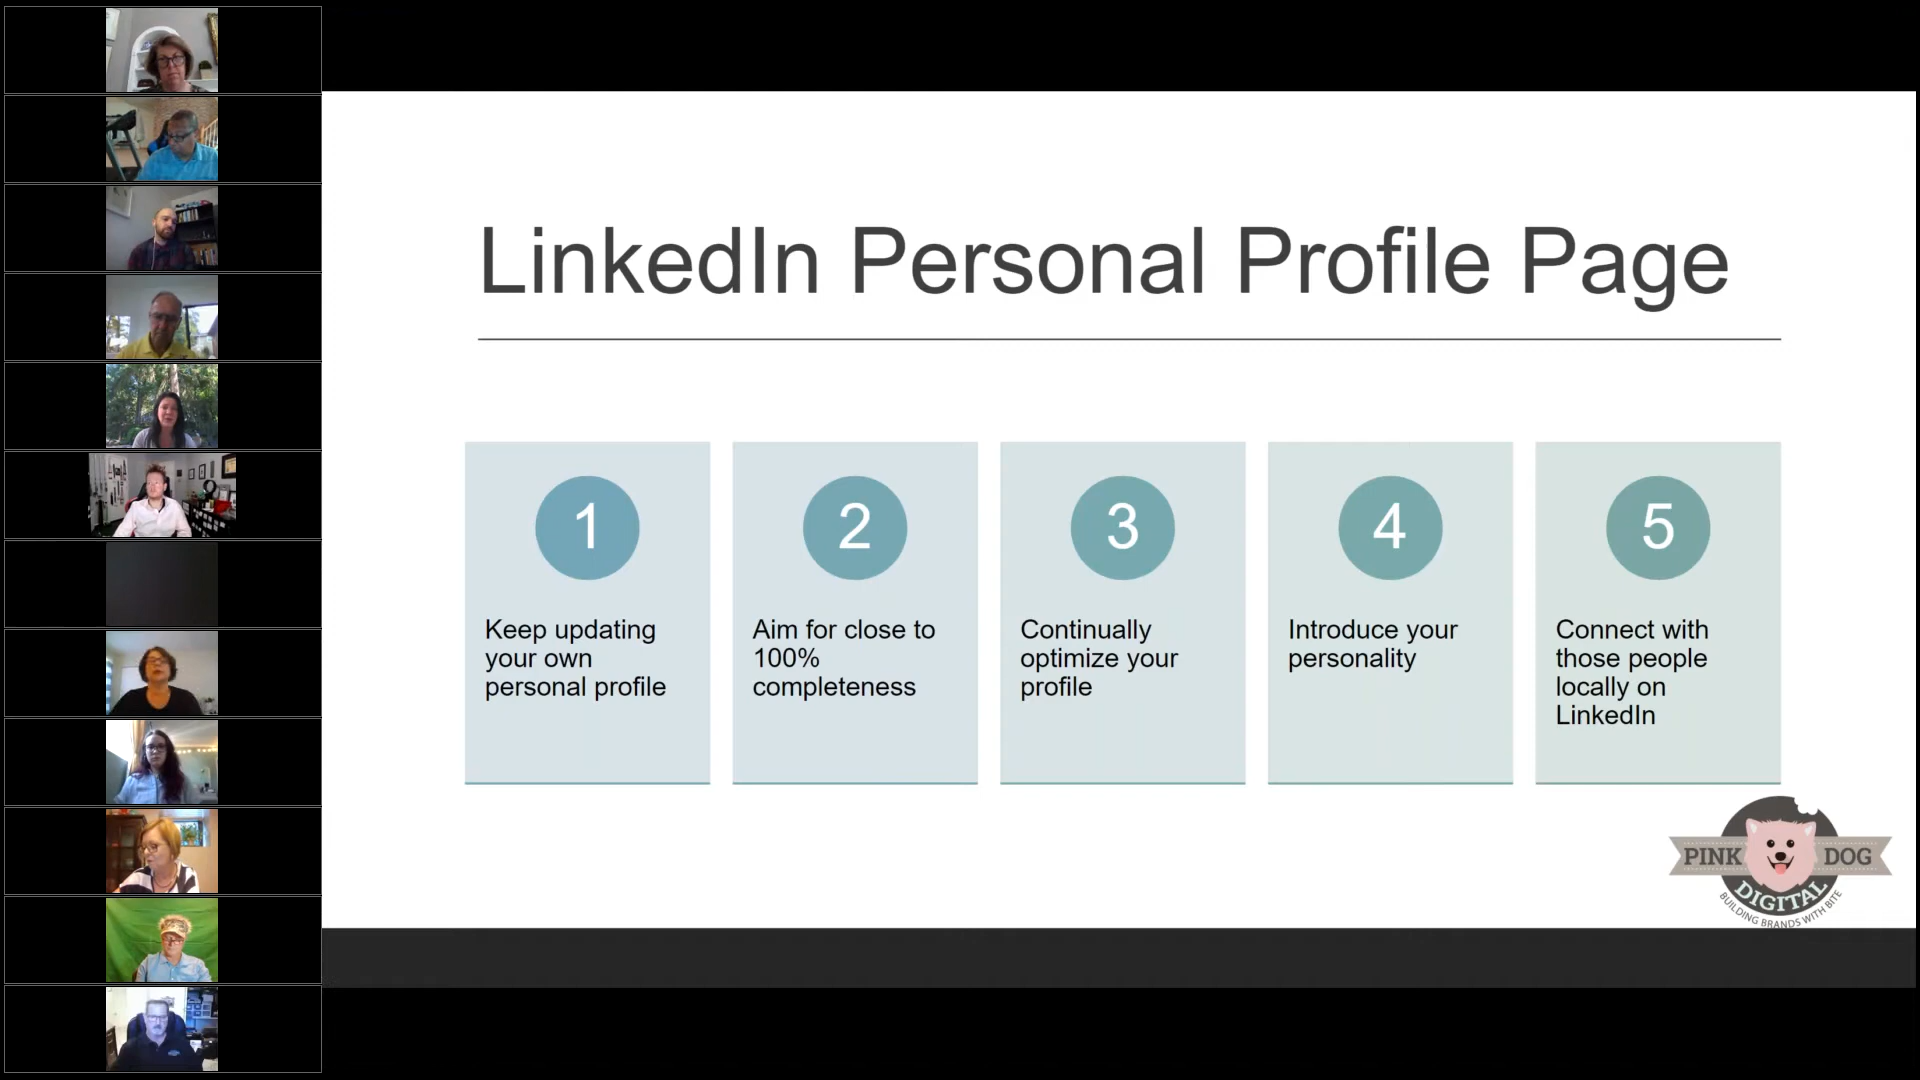 LinkedIn Personal Profile Page
1
Keep updating
your own
personal profile
2
Aim for close to
100%
completeness
3
Continually
optimize your
profile
4
Introduce your
personality
5
Connect with
those people
locally on
LinkedIn
PINK DOG
DIGITAL
BUILDING BRANDS WITH BITE